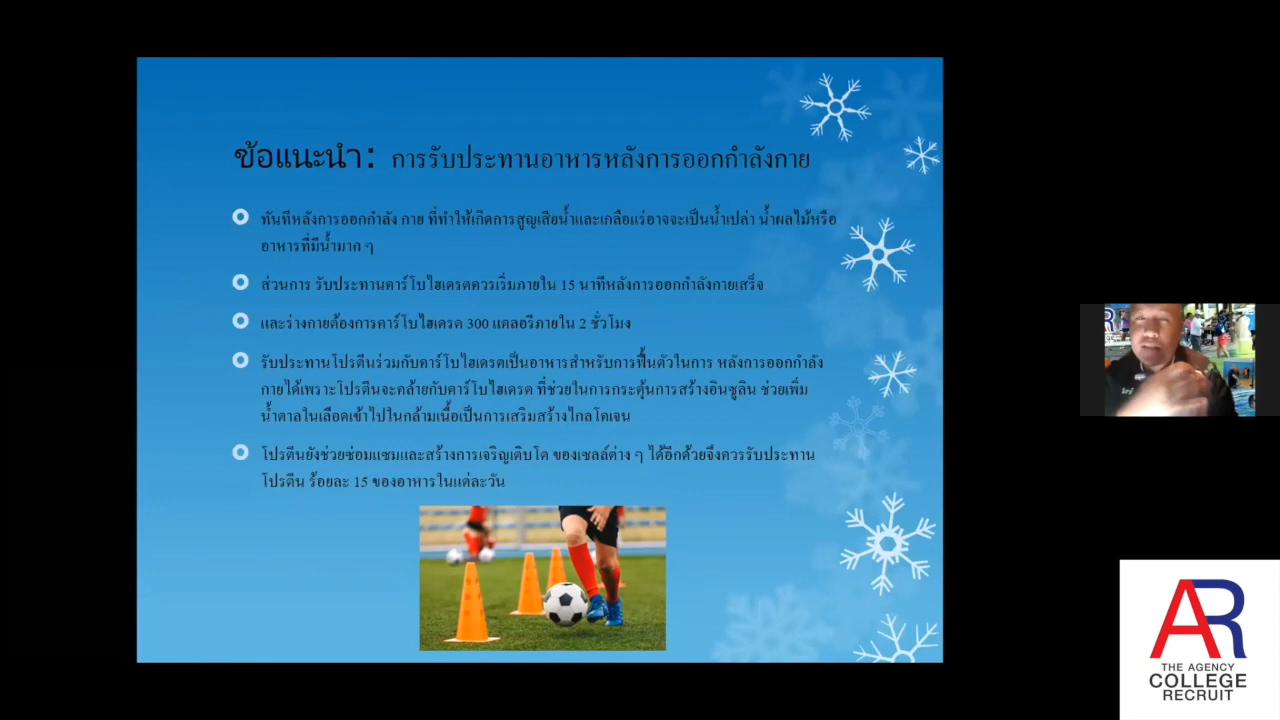 ข้อแนะนำ: การรับประทานอาหารหลังการออกกำลังกาย
ทันทีหลังการออกกำลัง กาย ที่ทำให้เกิดการสูญเสียน้ำและเกลือแร่อาจจะเป็นน้ำเปล่า น้ำผลไม้หรือ
อาหารที่มีน้ำมาก ๆ
ส่วนการ รับประทานคาร์โบไฮเดรตควรเริ่มภายใน 15 นาทีหลังการออกกำลังกายเสร็จ
และร่างกายต้องการคาร์โบไฮเดรต 300 แคลอรีภายใน 2 ชั่วโมง
รับประทานโปรตีนร่วมกับคาร์โบไฮเดรตเป็นอาหารสำหรับการฟื้นตัวในการ หลังการออกกำลัง
กายได้เพราะโปรตีนจะคล้ายกับคาร์โบไฮเดรต ที่ช่วยในการกระตุ้นการสร้างอินซูลิน ช่วยเพิ่ม
น้ำตาลในเลือดเข้าไปในกล้ามเนื้อเป็นการเสริมสร้างไกลโคเจน
โปรตีนยังช่วยซ่อมแซมและสร้างการเจริญเติบโต ของเซลล์ต่าง ๆ ได้อีกด้วยจึงควรรับประทาน
โปรตีน ร้อยละ 15 ของอาหารในแต่ละวัน
AR
THE AGENCY
COLLEGE
RECRUIT